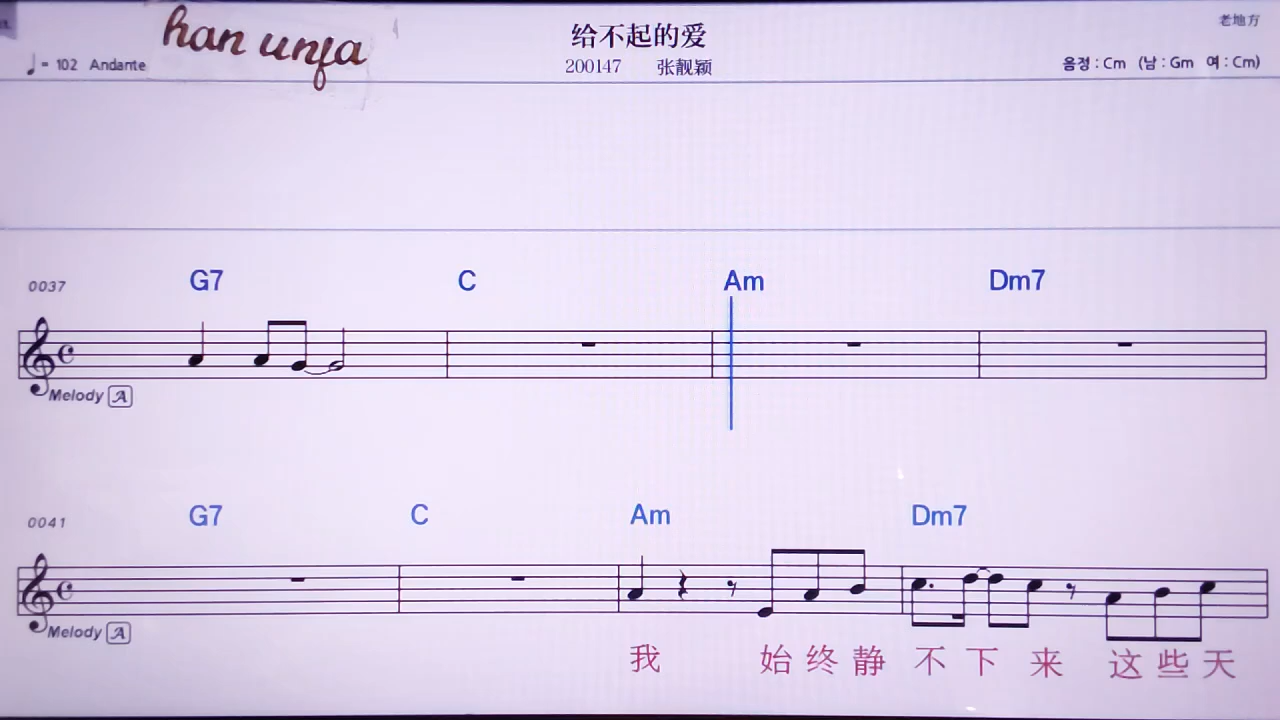 han unja
给不起的爱
老地方
♩= 102 Andante
200147 张靓颖
음정 : Cm (남 : Gm 여 : Cm)
G7 C Am Dm7
0037
Melody A
G7 C Am Dm7
0041
Melody A
我 始 终 静 不 下 来 这 些 天